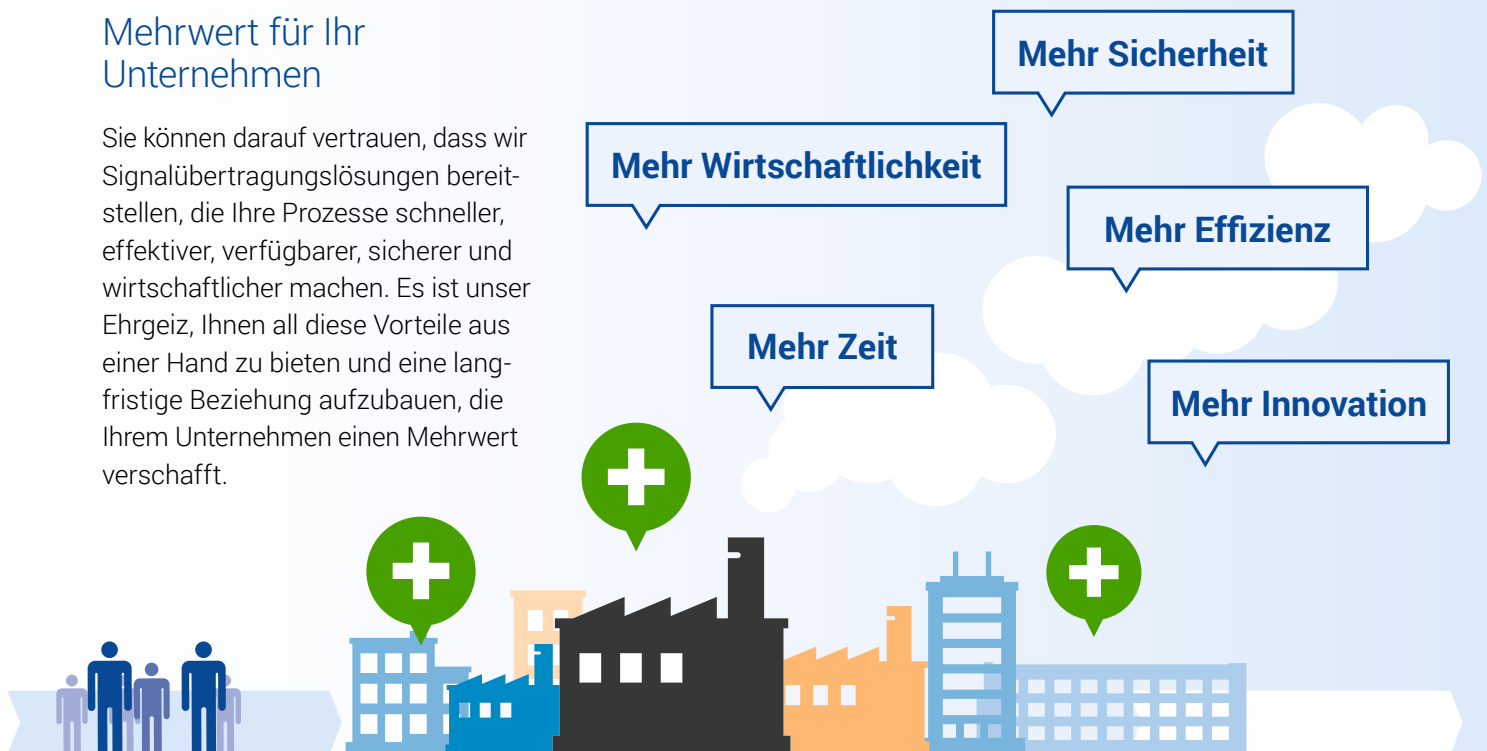 Mehrwert für Ihr
Unternehmen
Sie können darauf vertrauen, dass wir
Signalübertragungslösungen bereit-
stellen, die Ihre Prozesse schneller,
effektiver, verfügbarer, sicherer und
wirtschaftlicher machen. Es ist unser
Ehrgeiz, Ihnen all diese Vorteile aus
einer Hand zu bieten und eine lang-
fristige Beziehung aufzubauen, die
Ihrem Unternehmen einen Mehrwert
verschafft.
Mehr Sicherheit
Mehr Wirtschaftlichkeit
Mehr Effizienz
Mehr Zeit
Mehr Innovation